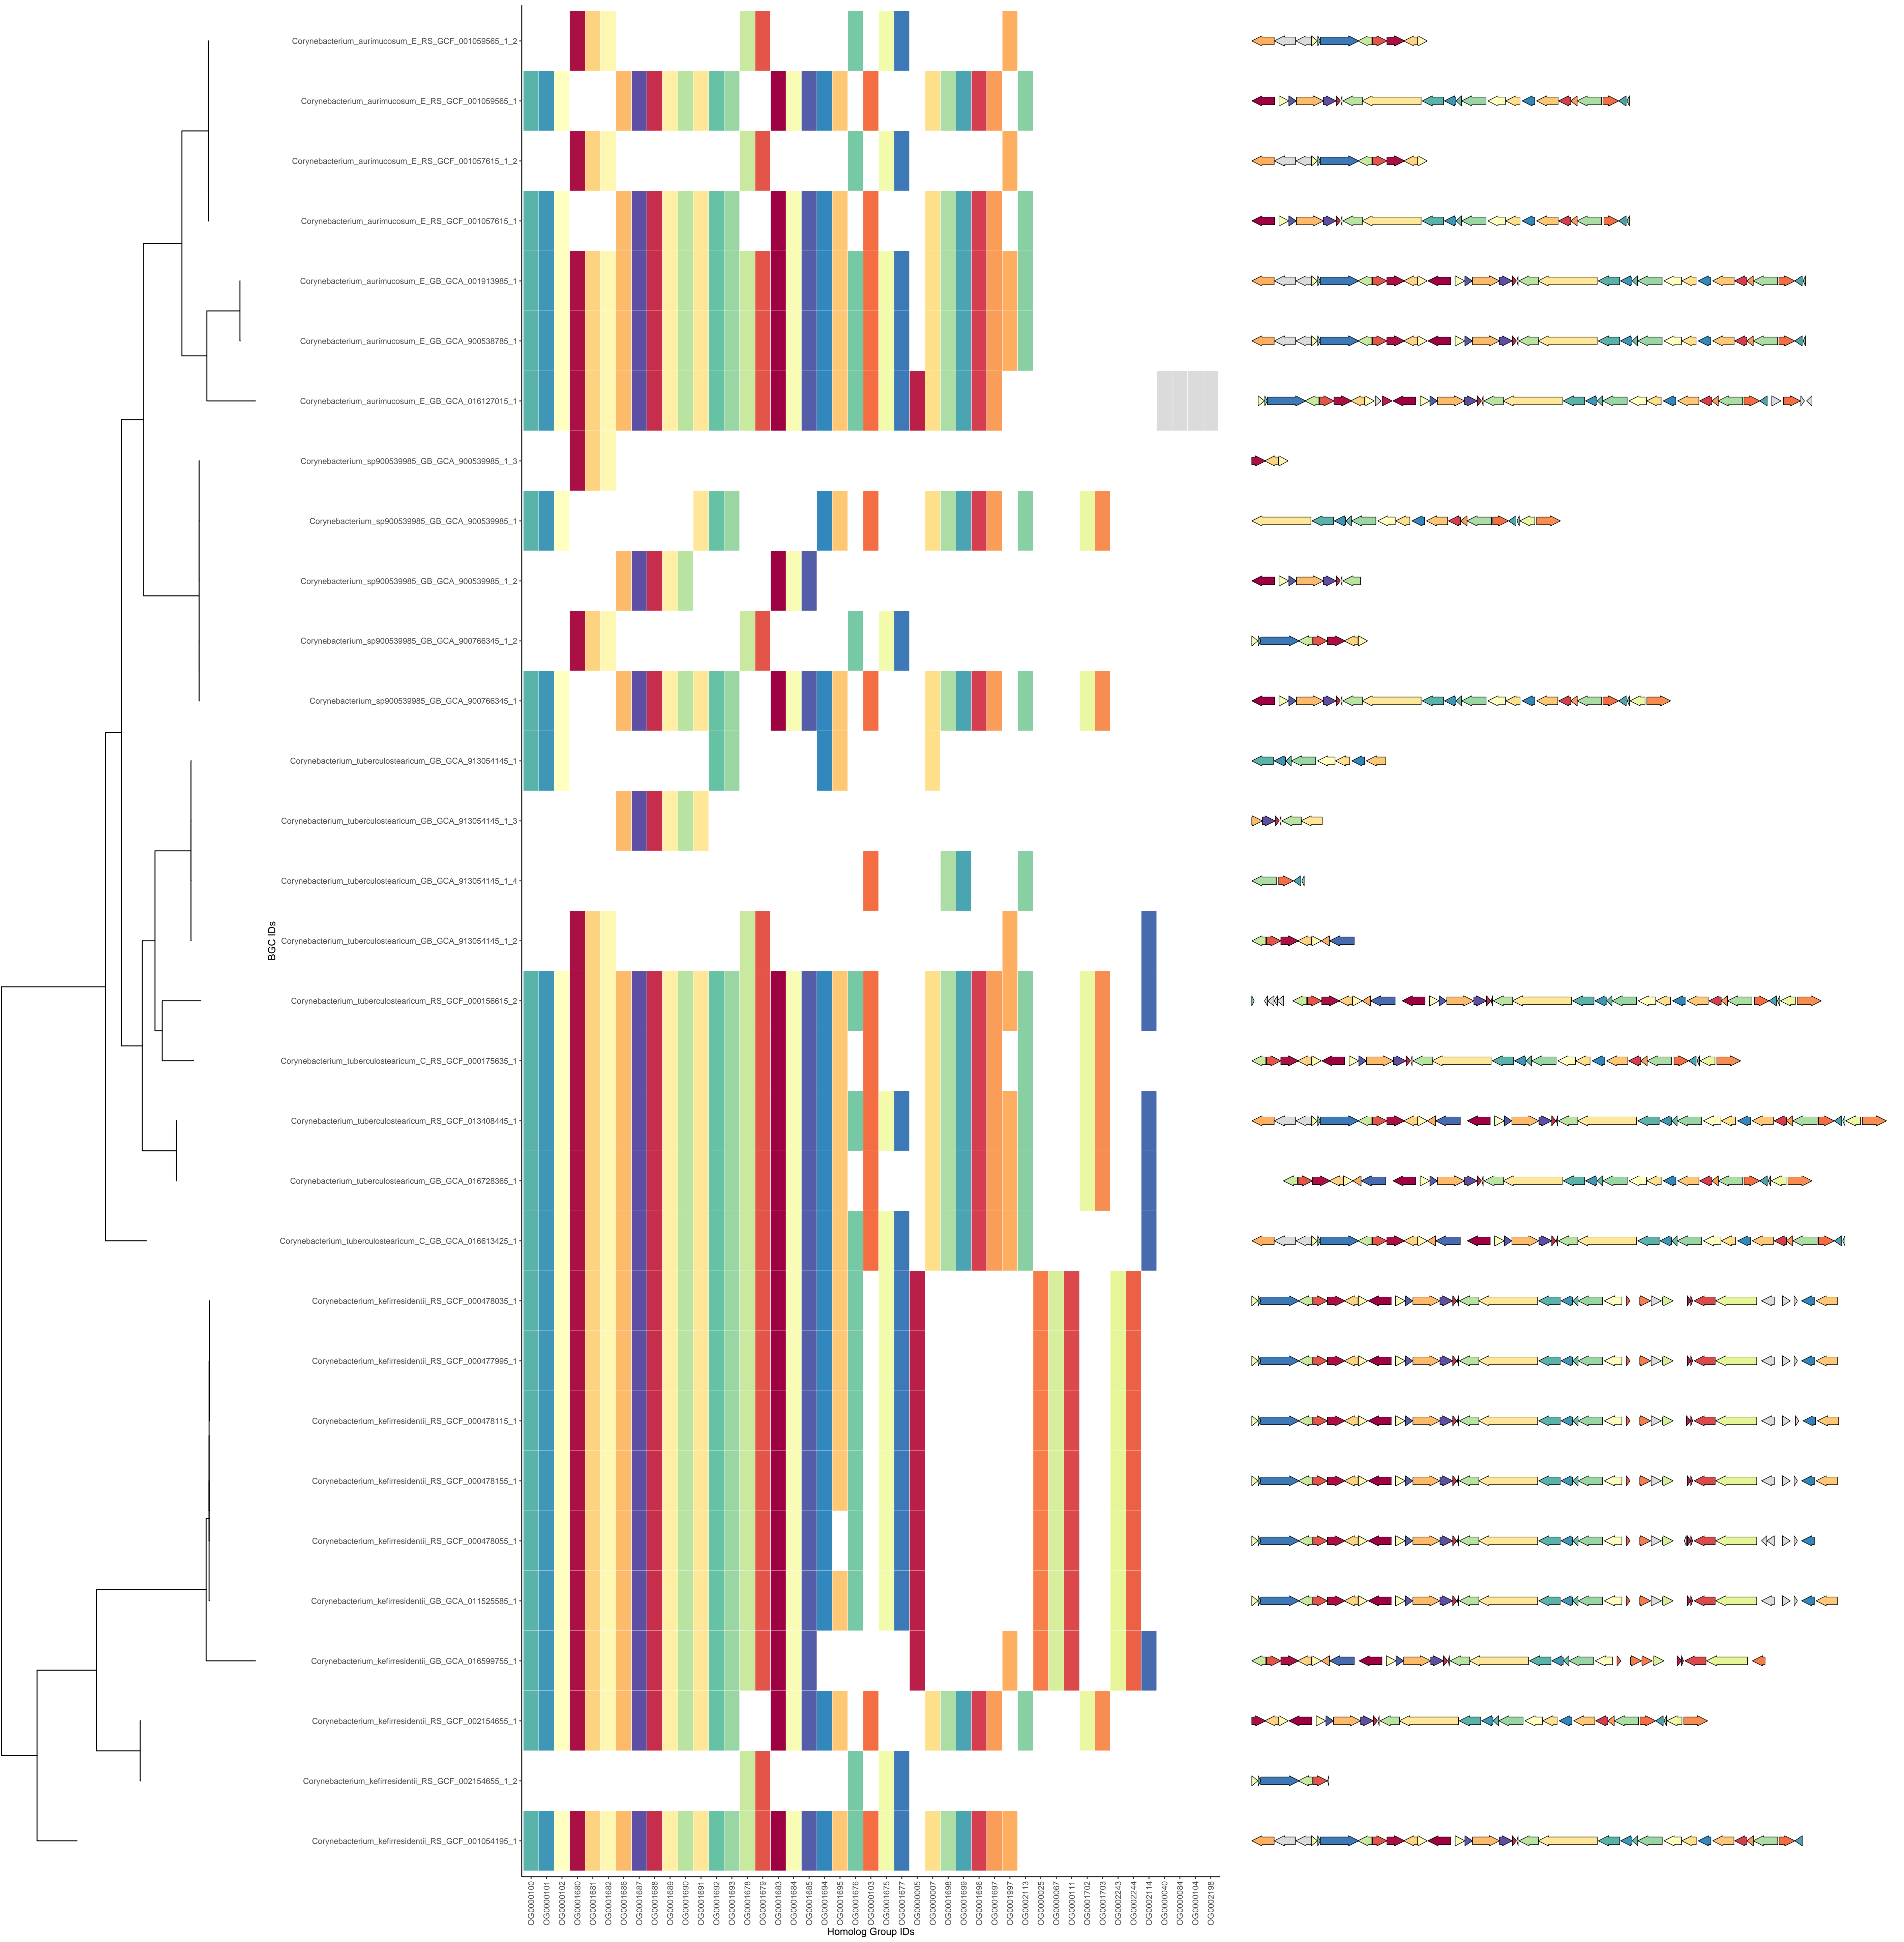 Corynebacterium_aurimucosum_E_RS_GCF_001059565_1_2
Corynebacterium_aurimucosum_E_RS_GCF_001059565_1
Corynebacterium_aurimucosum_E_RS_GCF_001057615_1_2
Corynebacterium_aurimucosum_E_RS_GCF_001057615_1
Corynebacterium_aurimucosum_E_GB_GCA_001913985_1
Corynebacterium_aurimucosum_E_GB_GCA_900538785_1
Corynebacterium_aurimucosum_E_GB_GCA_016127015_1
Corynebacterium_sp900539985_GB_GCA_900539985_1_3
Corynebacterium_sp900539985_GB_GCA_900539985_1
Corynebacterium_sp900539985_GB_GCA_900539985_1_2
Corynebacterium_sp900539985_GB_GCA_900766345_1_2
Corynebacterium_sp900539985_GB_GCA_900766345_1
Corynebacterium_tuberculostearicum_GB_GCA_913054145_1
Corynebacterium_tuberculostearicum_GB_GCA_913054145_1_3
Corynebacterium_tuberculostearicum_GB_GCA_913054145_1_4
BGC IDs
Corynebacterium_tuberculostearicum_GB_GCA_913054145_1_2
Corynebacterium_tuberculostearicum_RS_GCF_000156615_2
Corynebacterium_tuberculostearicum_C_RS_GCF_000175635_1
Corynebacterium_tuberculostearicum_RS_GCF_013408445_1
Corynebacterium_tuberculostearicum_GB_GCA_016728365_1
Corynebacterium_tuberculostearicum_C_GB_GCA_016613425_1
Corynebacterium_kefirresidentii_RS_GCF_000478035_1
Corynebacterium_kefirresidentii_RS_GCF_000477995_1
Corynebacterium_kefirresidentii_RS_GCF_000478115_1
Corynebacterium_kefirresidentii_RS_GCF_000478155_1
Corynebacterium_kefirresidentii_RS_GCF_000478055_1
Corynebacterium_kefirresidentii_GB_GCA_011525585_1
Corynebacterium_kefirresidentii_GB_GCA_016599755_1
Corynebacterium_kefirresidentii_RS_GCF_002154655_1
Corynebacterium_kefirresidentii_RS_GCF_002154655_1_2
Corynebacterium_kefirresidentii_RS_GCF_001054195_1
OG0000100
OG0000101
OG0000102
OG0001680
OG0001681
OG0001682
OG0001686
OG0001687
OG0001688
OG0001689
OG0001690
OG0001691
OG0001692
OG0001693
OG0001678
OG0001679
OG0001683
OG0001684
OG0001685
OG0001694
OG0001695
OG0001676
OG0000103
OG0001675
OG0001677
OG0000005
OG0000007
OG0001698
OG0001699
OG0001696
OG0001697
OG0001997
OG0002113
OG0000025
OG0000067
OG0000111
OG0001702
OG0001703
OG0002243
OG0002244
OG0002114
OG0000040
OG0000084
OG0000104
OG0002198
Homolog Group IDs